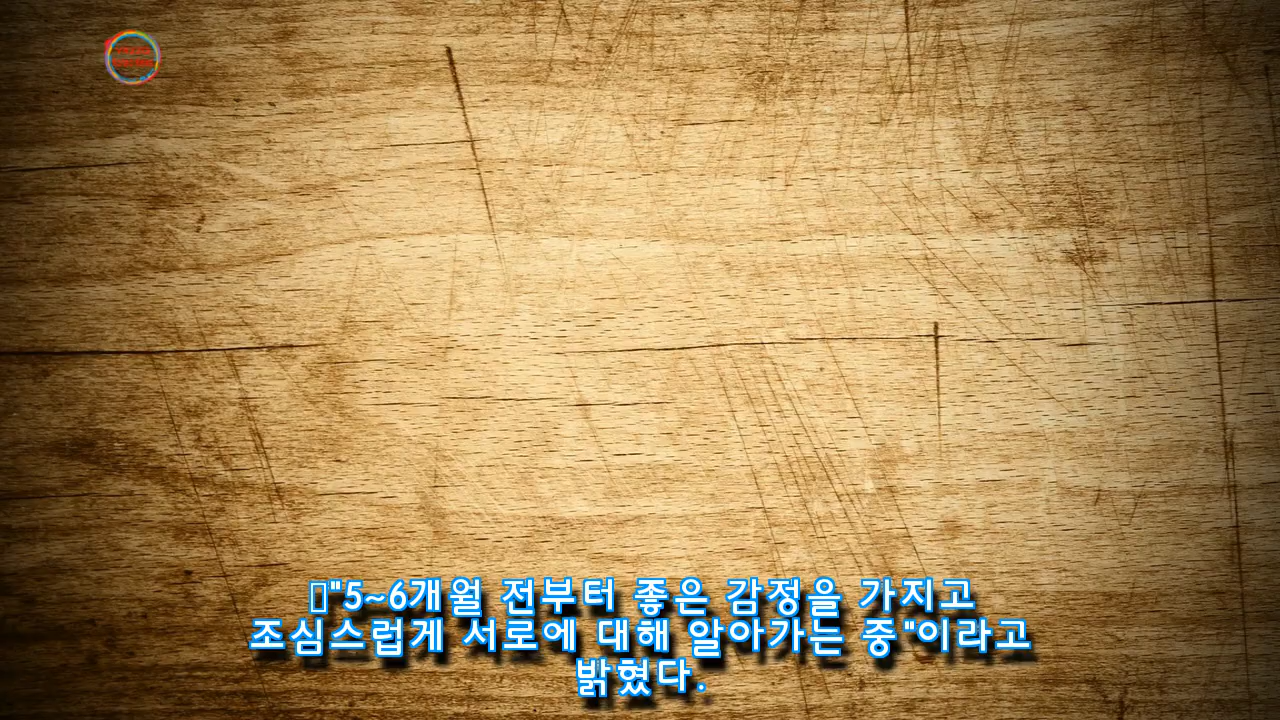 "5~6개월 전부터 좋은 감정을 가지고
조심스럽게 서로에 대해 알아가는 중"이라고
밝혔다.